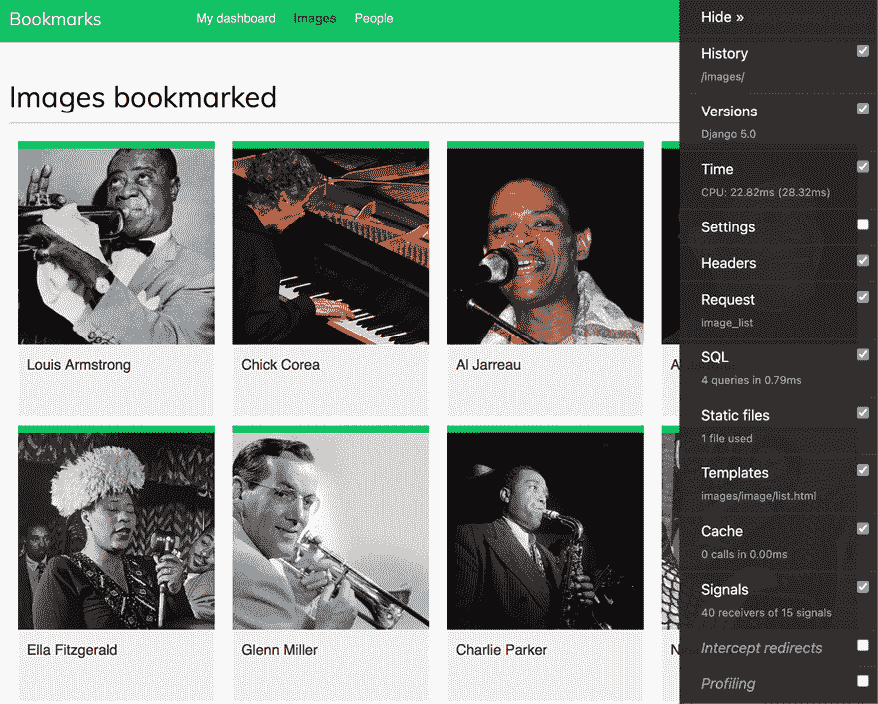 Bookmarks
My dashboard Images People
Images bookmarked
Louis Armstrong
Chick Corea
Al Jarreau
A
Ella Fitzgerald
Glenn Miller
Charlie Parker
N
Hide »
History
/images/
Versions
Django 5.0
Time
CPU: 22.82ms (28.32ms)
Settings
Headers
Request
image_list
SQL
4 queries in 0.79ms
Static files
1 file used
Templates
images/image/list.html
Cache
0 calls in 0.00ms
Signals
40 receivers of 15 signals
Intercept redirects
Profiling